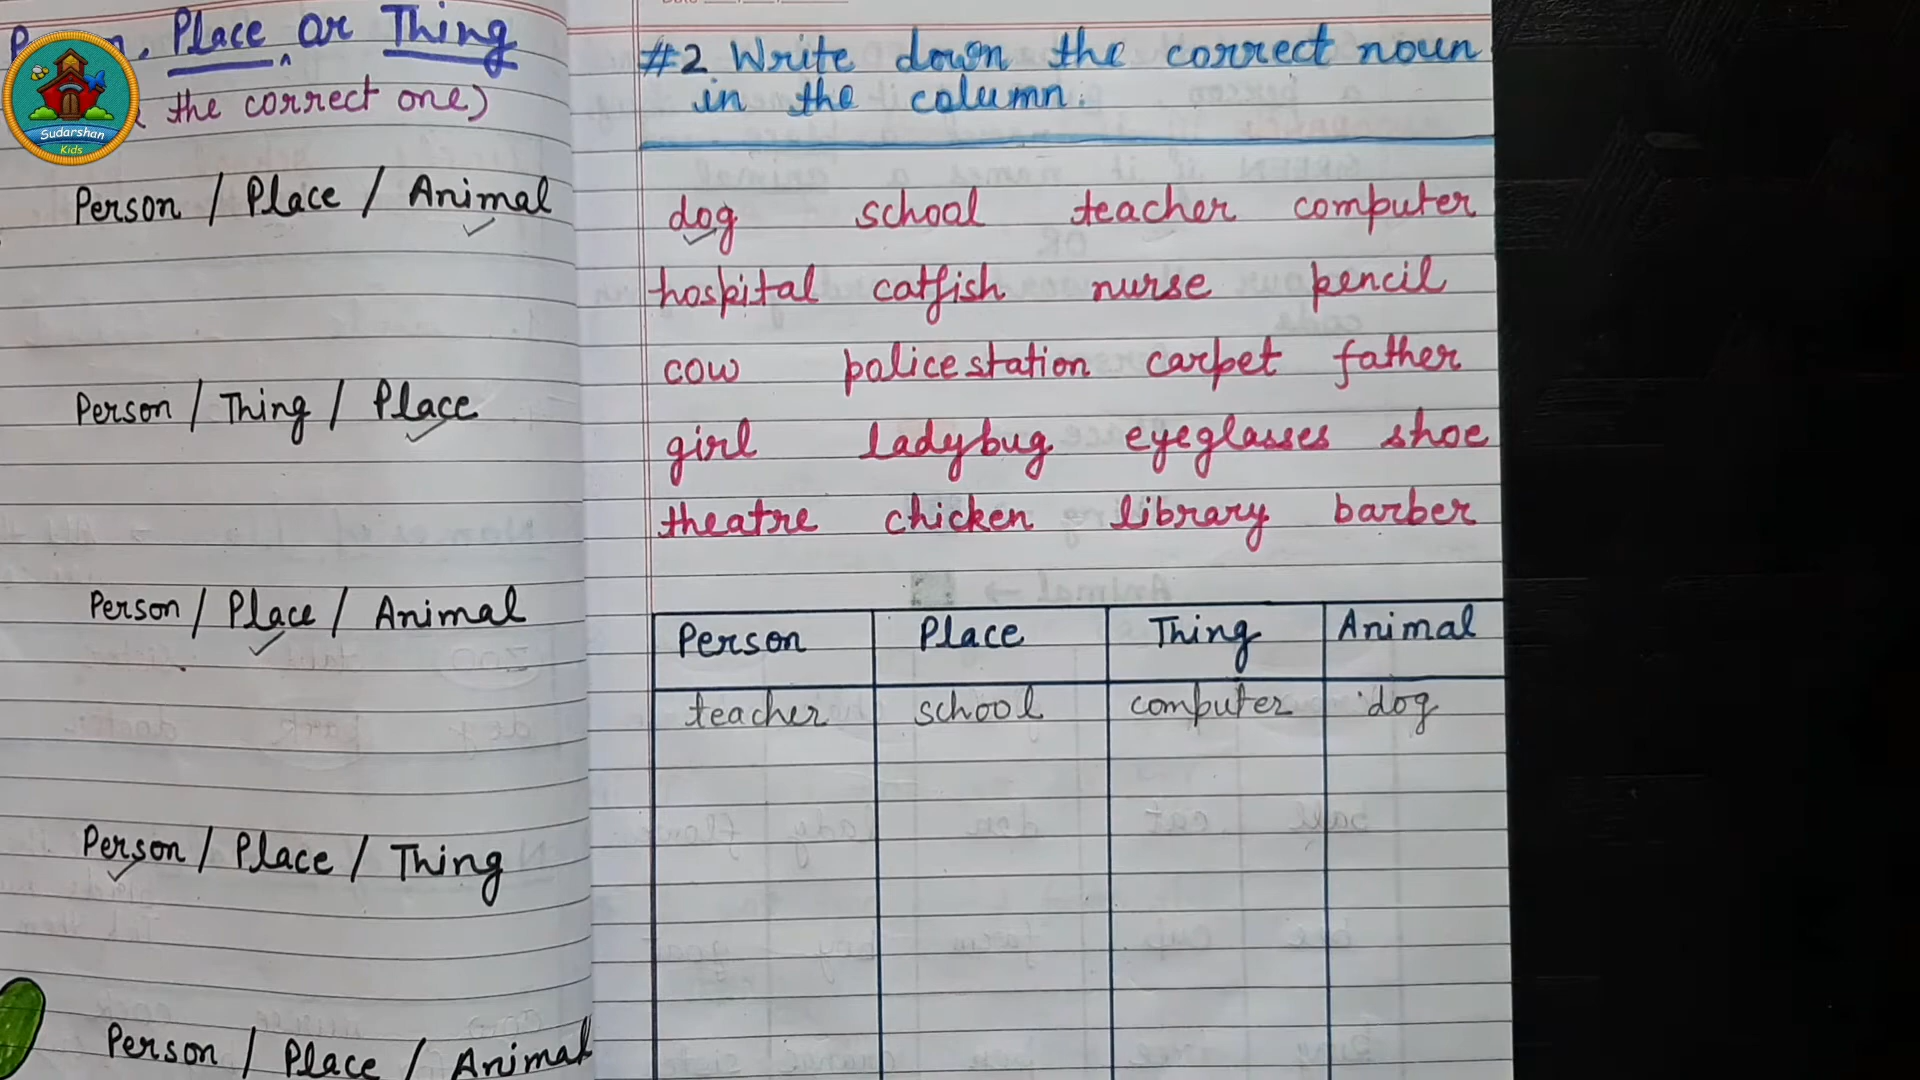 Place or Thing
the correct one)
Sudarshan
Kids
Person / Place / Animal
Person / Thing / Place
Person / Place / Animal
Person / Place / Thing
Person / Place / Animal
#2 Write down the correct noun
in the column.
dog school teacher computer
hospital catfish nurse pencil
cow police station carpet father
girl ladybug eyeglasses shoe
theatre chicken library barber
Person Place Thing Animal
teacher school computer dog